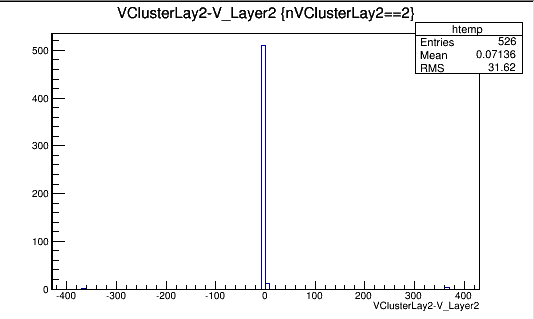 VClusterLay2-V_Layer2 {nVClusterLay2==2}
htemp
Entries 526
Mean 0.07136
RMS 31.62
500
400
300
200
100
0
-400 -300 -200 -100 0 100 200 300 400
VClusterLay2-V_Layer2